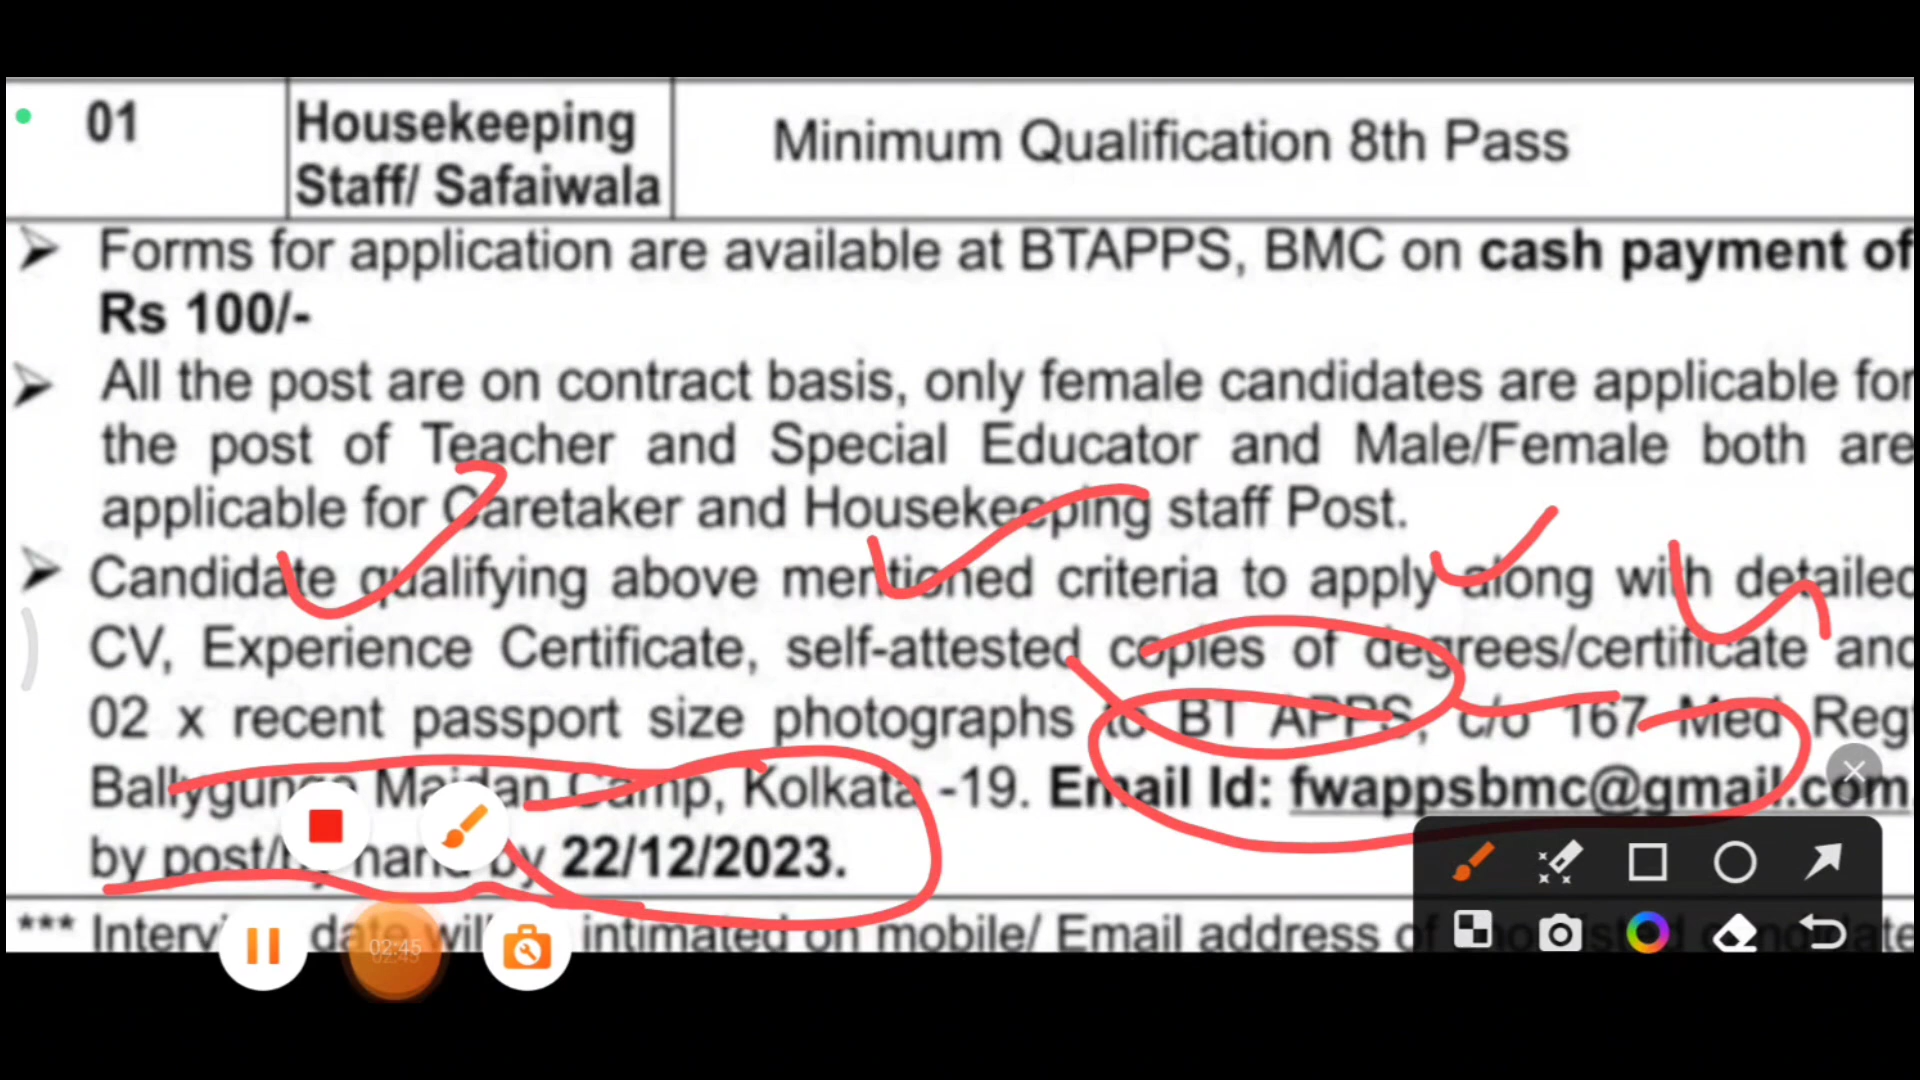 01 Housekeeping Minimum Qualification 8th Pass
Staff/ Safaiwala
Forms for application are available at BTAPPS, BMC on cash payment of
Rs 100/-
All the post are on contract basis, only female candidates are applicable for
the post of Teacher and Special Educator and Male/Female both are
applicable for Caretaker and Housekeeping staff Post.
Candidate qualifying above mentioned criteria to apply along with detailed
CV, Experience Certificate, self-attested copies of degrees/certificate and
02 x recent passport size photographs to BT APPS, c/o 167 Med Regt
Ballygunge Maidan Camp, Kolkata -19. Email Id: fwappsbmc@gmail.com
by post/by hand by 22/12/2023.
*** Interview date will intimated on mobile/ Email address of
02:45